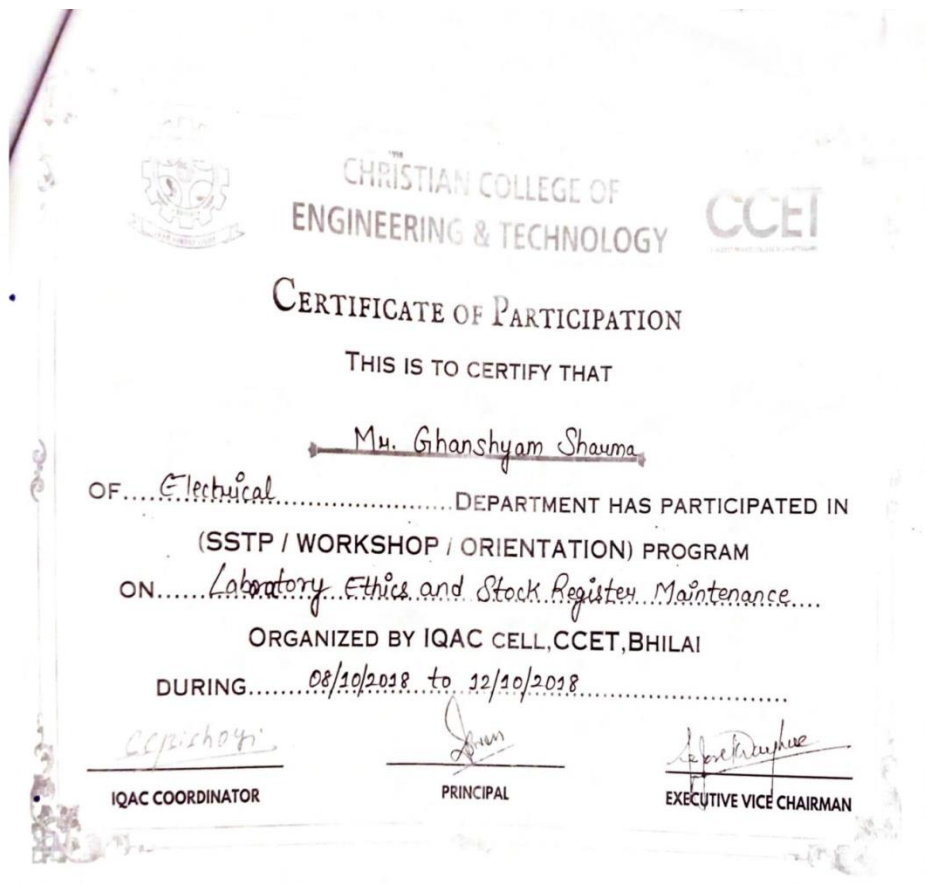 THE
CHRISTIAN COLLEGE OF
ENGINEERING & TECHNOLOGY
CCET
CERTIFICATE OF PARTICIPATION
THIS IS TO CERTIFY THAT
Mr. Ghanshyam Sharma
OF....Electrical........................DEPARTMENT HAS PARTICIPATED IN
(SSTP / WORKSHOP / ORIENTATION) PROGRAM
ON......Laboratory Ethics and Stock Register Maintenance....
ORGANIZED BY IQAC CELL,CCET,BHILAI
DURING........08/10/2018 to 12/10/2018............................
IQAC COORDINATOR
PRINCIPAL
EXECUTIVE VICE CHAIRMAN